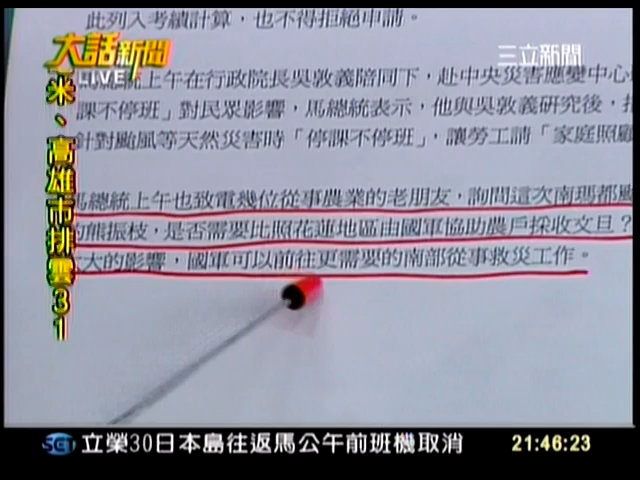 此列入考績計算，也不得拒絕申請。
大話新聞
LIVE
三立新聞
馬總統上午在行政院長吳敦義陪同下，赴中央災害應變中心
課不停班」對民眾影響，馬總統表示，他與吳敦義研究後，
針對颱風等天然災害時「停課不停班」，讓勞工請「家庭照顧
馬總統上午也致電幾位從事農業的老朋友，詢問這次南瑪都
的熊振枝，是否需要比照花蓮地區由國軍協助農戶採收文旦？
大的影響，國軍可以前往更需要的南部從事救災工作。
米、高雄市排雲31
SET
立榮30日本島往返馬公午前班機取消
21:46:23